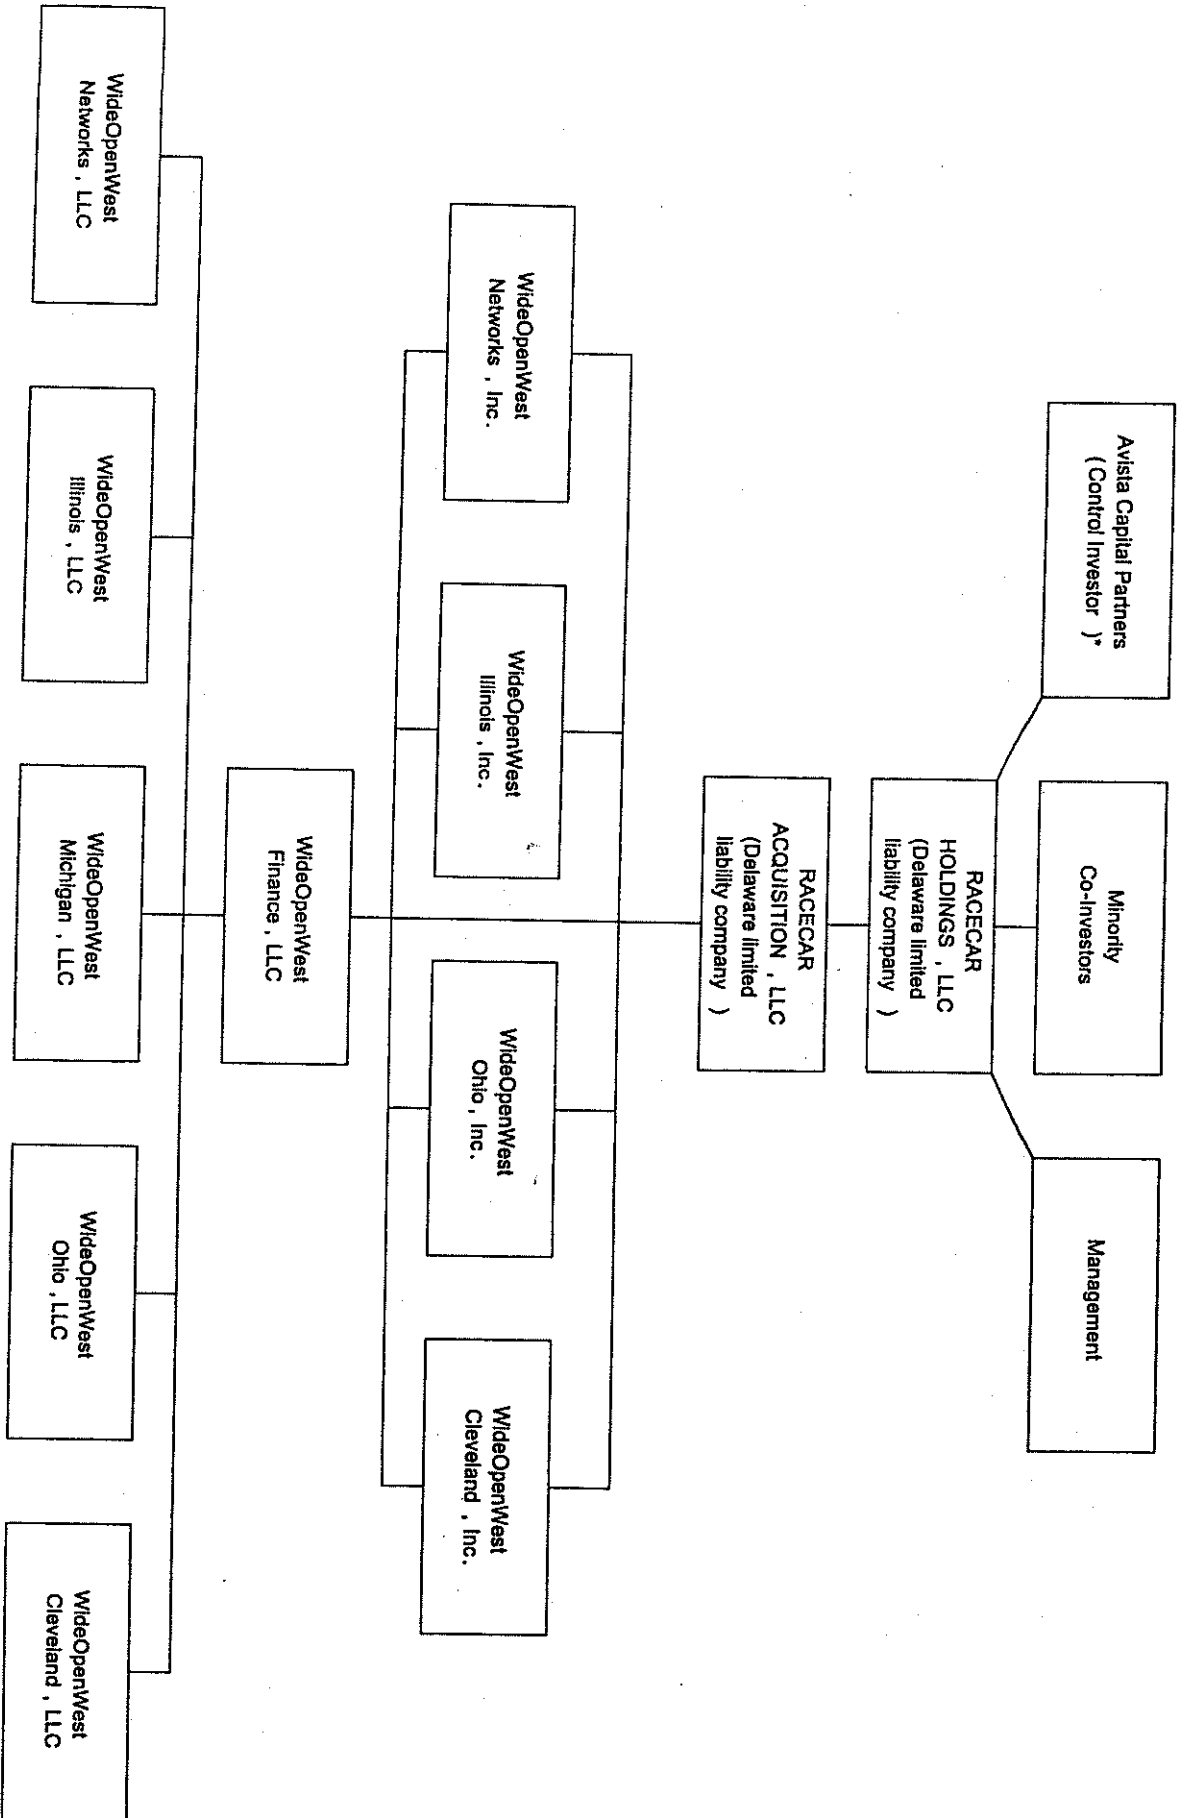 Avista Capital Partners
( Control Investor )*
Minority
Co-Investors
Management
RACECAR
HOLDINGS , LLC
(Delaware limited
liability company )
RACECAR
ACQUISITION , LLC
(Delaware limited
liability company )
WideOpenWest
Networks , Inc.
WideOpenWest
Illinois , Inc.
WideOpenWest
Ohio , Inc.
WideOpenWest
Cleveland , Inc.
WideOpenWest
Finance , LLC
WideOpenWest
Networks , LLC
WideOpenWest
Illinois , LLC
WideOpenWest
Michigan , LLC
WideOpenWest
Ohio , LLC
WideOpenWest
Cleveland , LLC